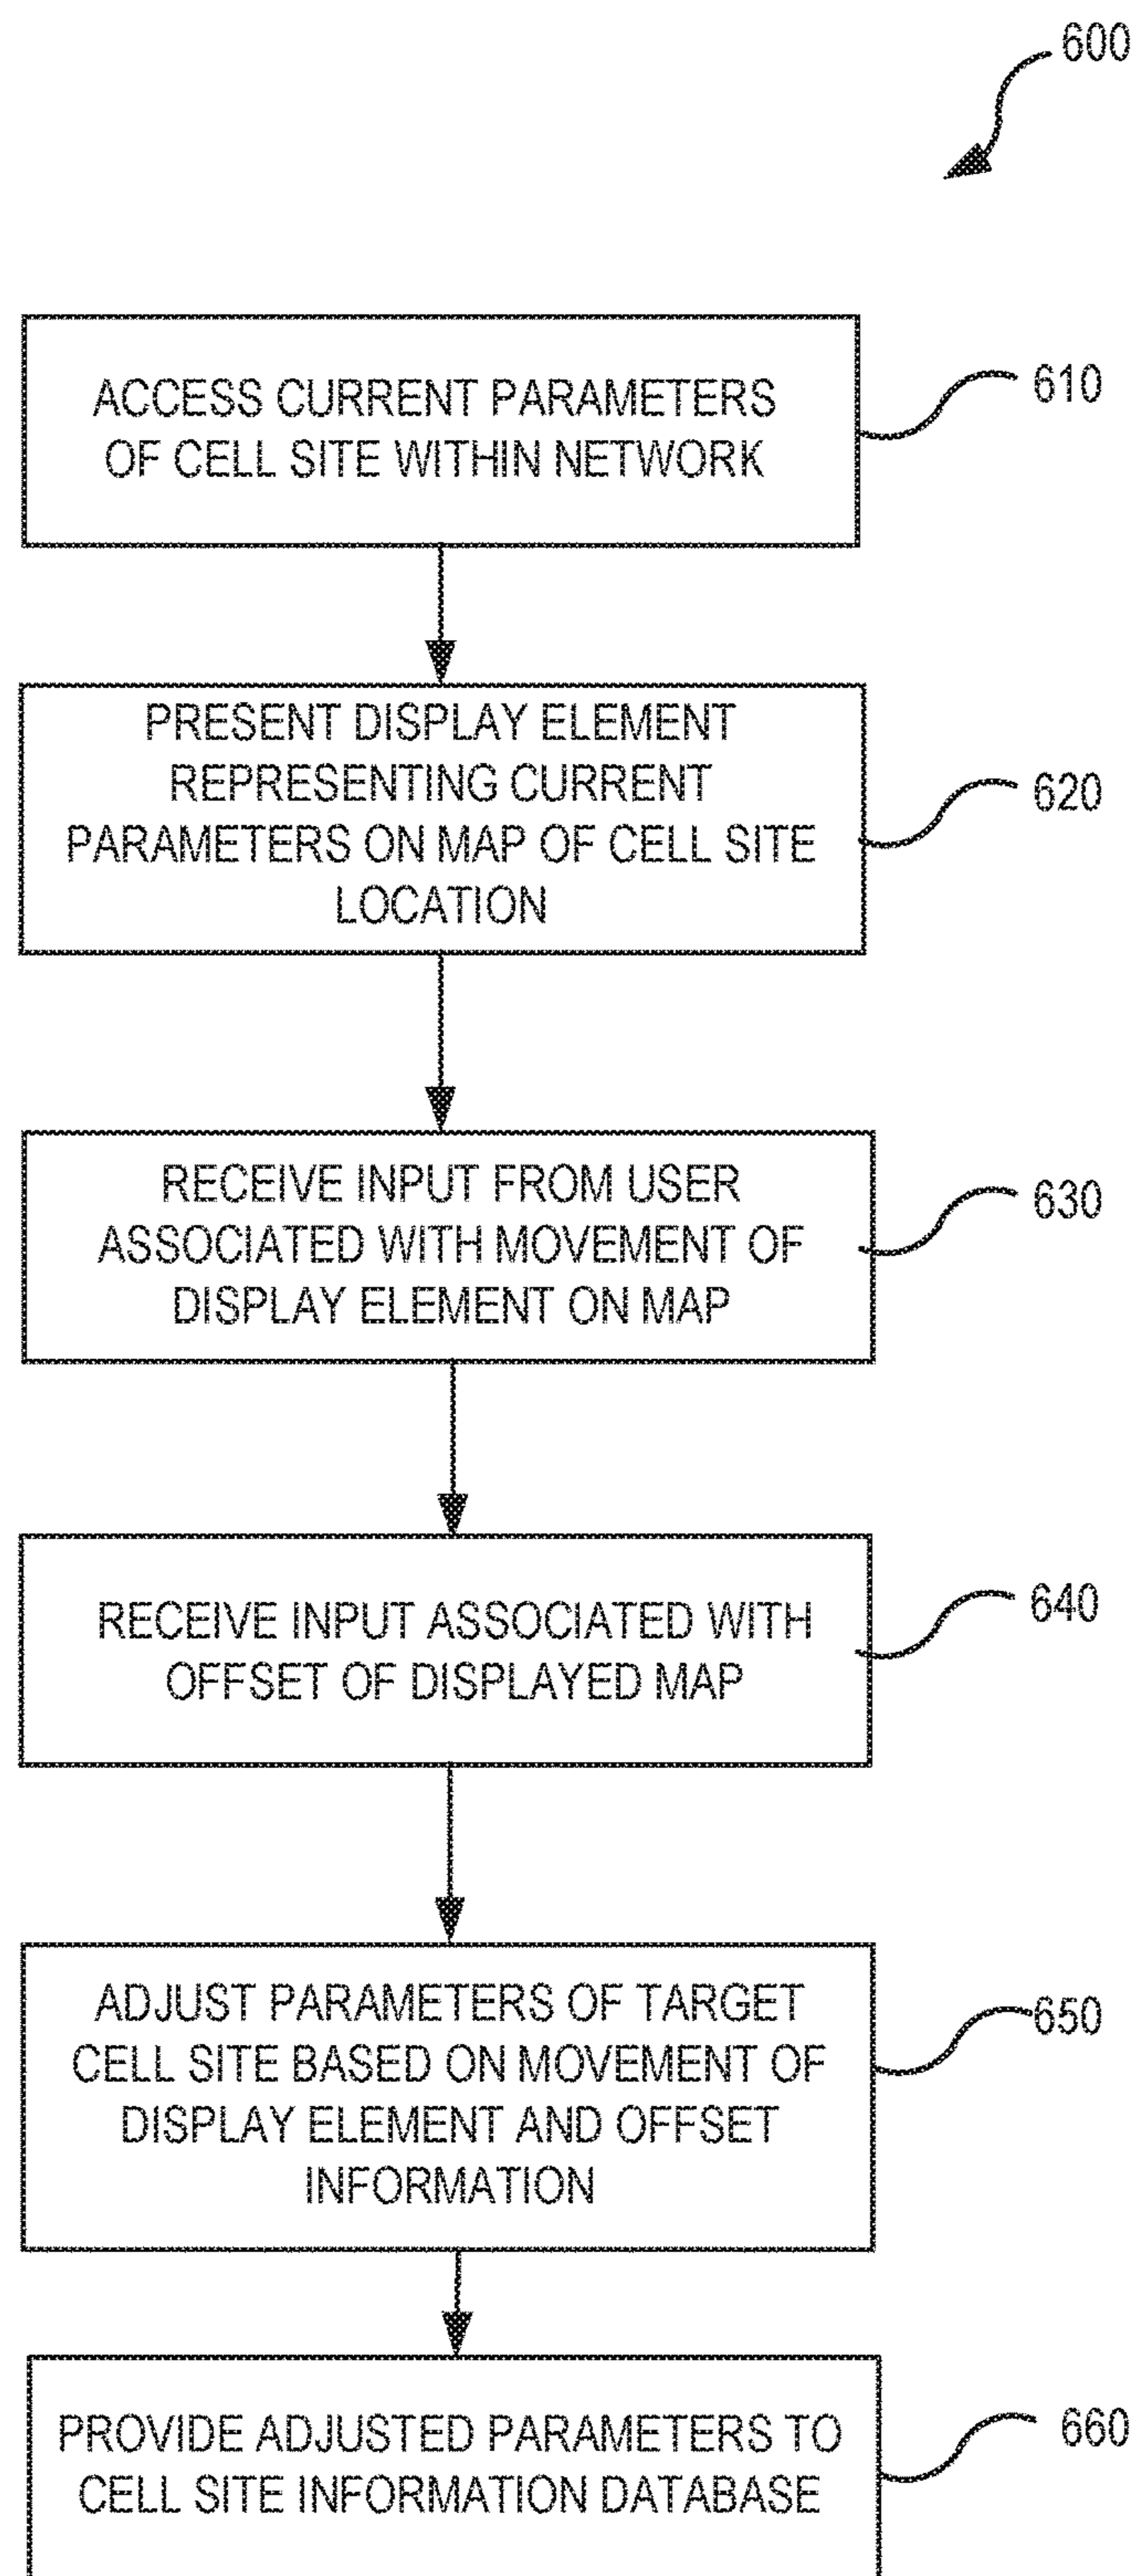 600
ACCESS CURRENT PARAMETERS
OF CELL SITE WITHIN NETWORK
610
PRESENT DISPLAY ELEMENT
REPRESENTING CURRENT
PARAMETERS ON MAP OF CELL SITE
LOCATION
620
RECEIVE INPUT FROM USER
ASSOCIATED WITH MOVEMENT OF
DISPLAY ELEMENT ON MAP
630
RECEIVE INPUT ASSOCIATED WITH
OFFSET OF DISPLAYED MAP
640
ADJUST PARAMETERS OF TARGET
CELL SITE BASED ON MOVEMENT OF
DISPLAY ELEMENT AND OFFSET
INFORMATION
650
PROVIDE ADJUSTED PARAMETERS TO
CELL SITE INFORMATION DATABASE
660